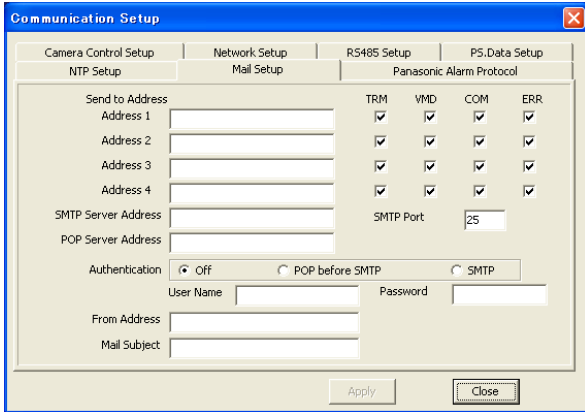 Communication Setup
Camera Control Setup Network Setup RS485 Setup PS.Data Setup
NTP Setup Mail Setup Panasonic Alarm Protocol
Send to Address TRM VMD COM ERR
Address 1
Address 2
Address 3
Address 4
SMTP Server Address SMTP Port 25
POP Server Address
Authentication Off POP before SMTP SMTP
User Name Password
From Address
Mail Subject
Apply Close